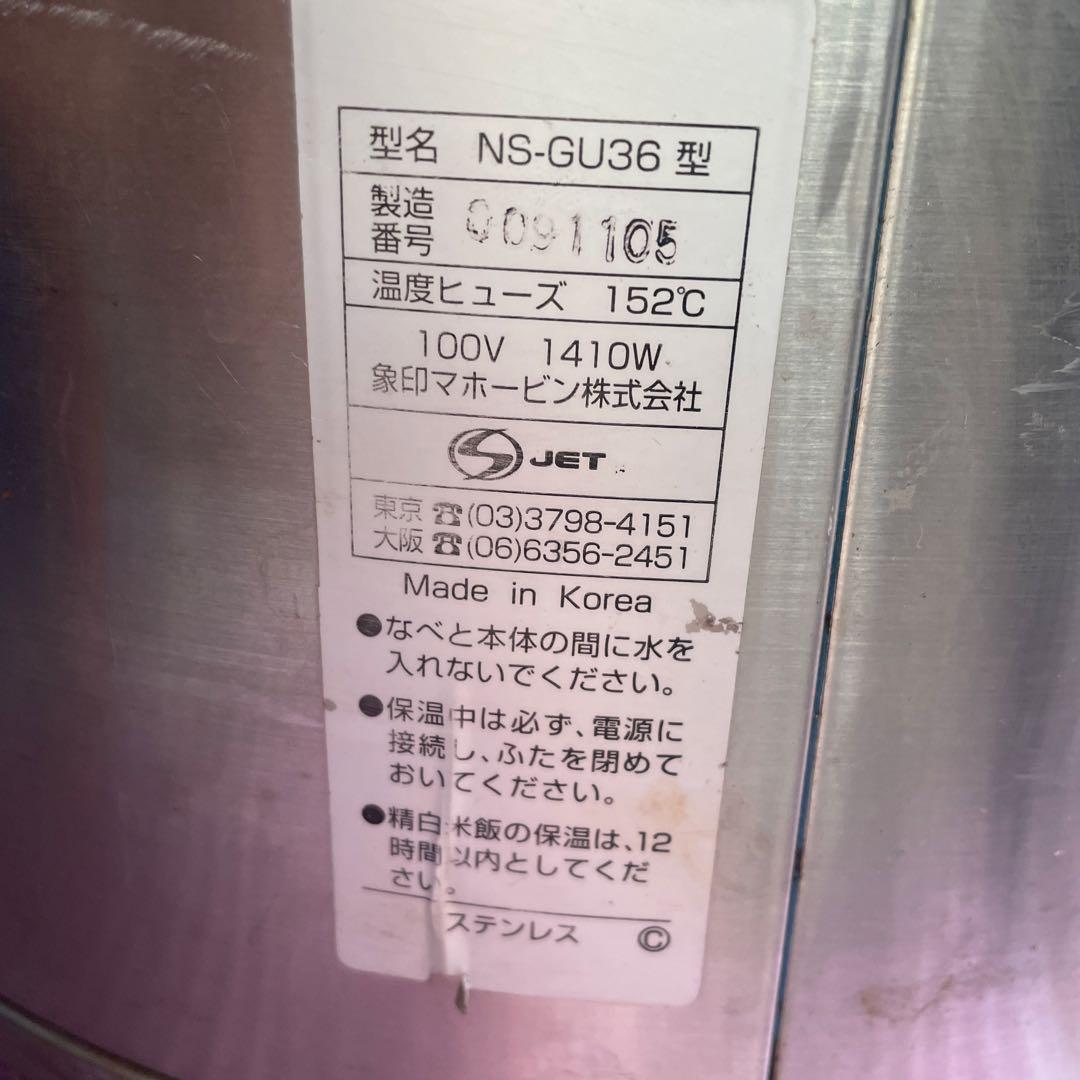 型名 NS-GU36 型
製造番号 0091105
温度ヒューズ 152℃
100V 1410W
象印マホービン株式会社
JET
東京 ☎(03)3798-4151
大阪 ☎(06)6356-2451
Made in Korea
●なべと本体の間に水を
入れないでください。
●保温中は必ず、電源に
接続し、ふたを閉めて
おいてください。
●精白米飯の保温は、12
時間以内としてくだ
さい。
ステンレス Ⓒ